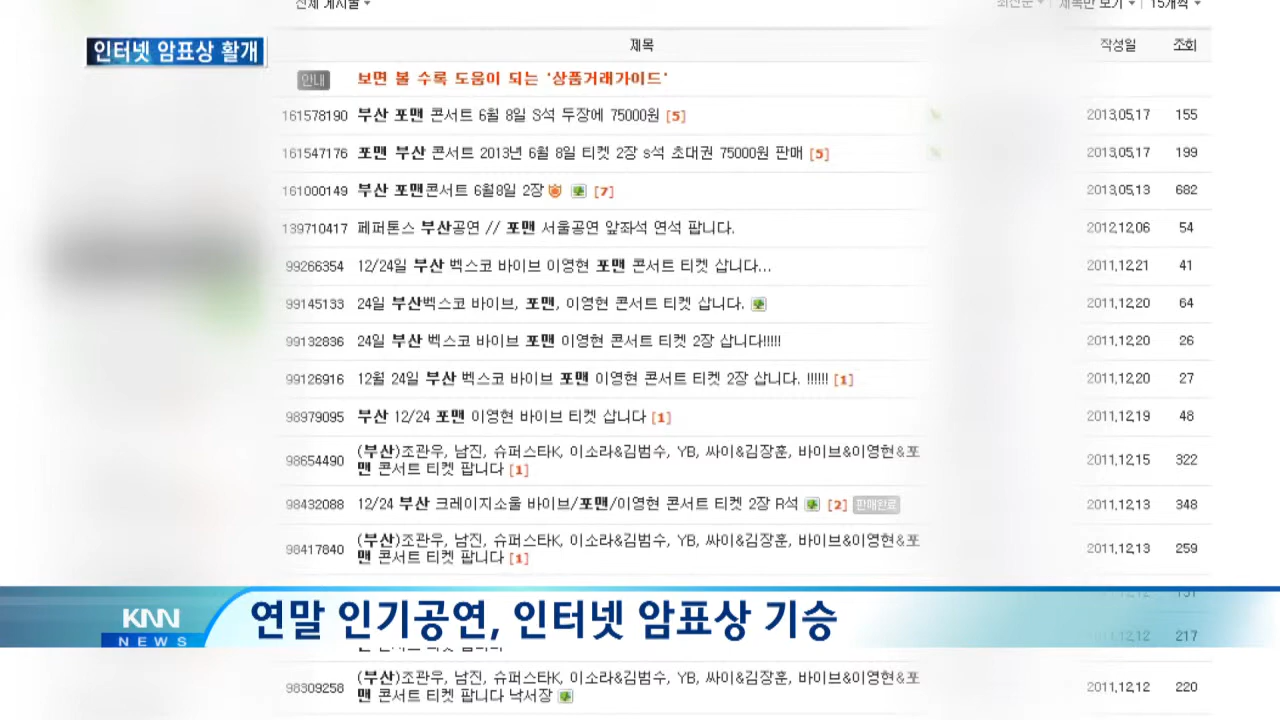 전체 게시물
최신순 제목만 보기 15개씩
인터넷 암표상 활개
제목 작성일 조회
안내 보면 볼 수록 도움이 되는 '상품거래가이드'
161578190 부산 포맨 콘서트 6월 8일 S석 두장에 75000원 [5] 2013.05.17 155
161547176 포맨 부산 콘서트 2013년 6월 8일 티켓 2장 s석 초대권 75000원 판매 [5] 2013.05.17 199
161000149 부산 포맨콘서트 6월8일 2장 [7] 2013.05.13 682
139710417 페퍼톤스 부산공연 // 포맨 서울공연 앞좌석 연석 팝니다. 2012.12.06 54
99266354 12/24일 부산 벡스코 바이브 이영현 포맨 콘서트 티켓 삽니다... 2011.12.21 41
99145133 24일 부산벡스코 바이브, 포맨, 이영현 콘서트 티켓 삽니다. 2011.12.20 64
99132836 24일 부산 벡스코 바이브 포맨 이영현 콘서트 티켓 2장 삽니다!!!!! 2011.12.20 26
99126916 12월 24일 부산 벡스코 바이브 포맨 이영현 콘서트 티켓 2장 삽니다. !!!!!! [1] 2011.12.20 27
98979095 부산 12/24 포맨 이영현 바이브 티켓 삽니다 [1] 2011.12.19 48
98654490 (부산)조관우, 남진, 슈퍼스타K, 이소라&김범수, YB, 싸이&김장훈, 바이브&이영현&포 2011.12.15 322
맨 콘서트 티켓 팝니다 [1]
98432088 12/24 부산 크레이지소울 바이브/포맨/이영현 콘서트 티켓 2장 R석 [2] 판매완료 2011.12.13 348
98417840 (부산)조관우, 남진, 슈퍼스타K, 이소라&김범수, YB, 싸이&김장훈, 바이브&이영현&포 2011.12.13 259
맨 콘서트 티켓 팝니다 [1]
KNN
NEWS
연말 인기공연, 인터넷 암표상 기승
2011.12.12 217
98309258 (부산)조관우, 남진, 슈퍼스타K, 이소라&김범수, YB, 싸이&김장훈, 바이브&이영현&포 2011.12.12 220
맨 콘서트 티켓 팝니다 낙서장